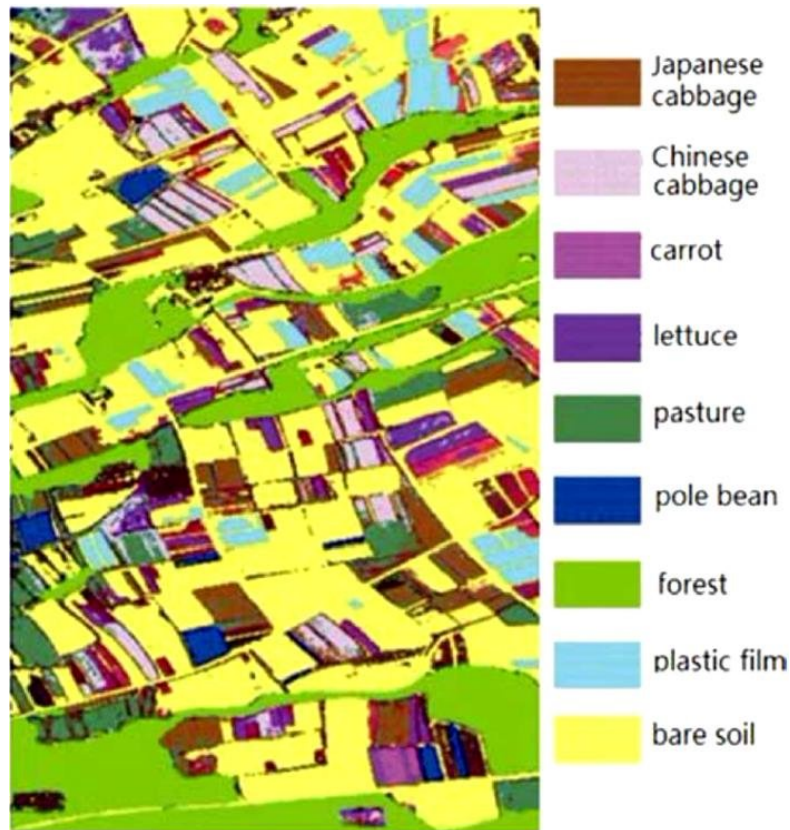 Japanese
cabbage
Chinese
cabbage
carrot
lettuce
pasture
pole bean
forest
plastic film
bare soil